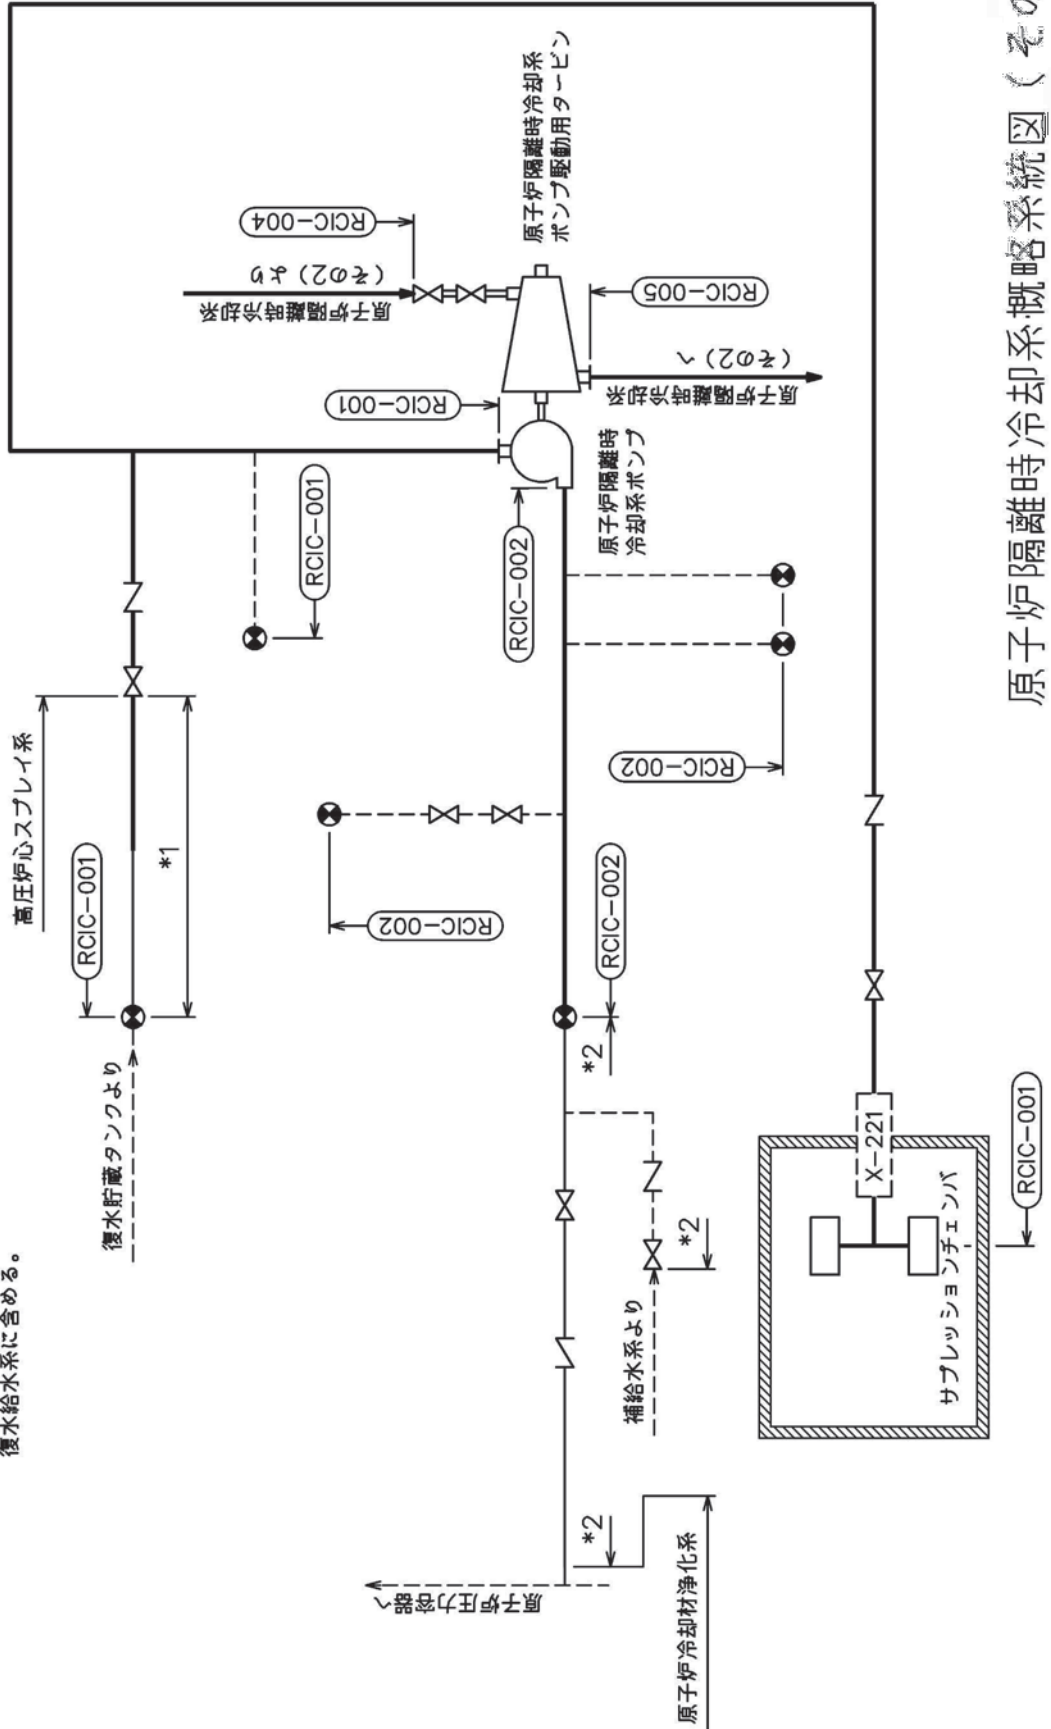 復水給水系に含める。
復水貯蔵タンクより
RCIC-001
*1
高圧炉心スプレイ系
RCIC-001
RCIC-002
原子炉隔離時冷却系
(その2)より
RCIC-004
RCIC-001
原子炉隔離時冷却系
ポンプ駆動用タービン
RCIC-005
原子炉隔離時冷却系
(その2)へ
原子炉隔離時
冷却系ポンプ
RCIC-002
RCIC-002
RCIC-002
*2
*2
補給水系より
*2
原子炉圧力容器へ
原子炉冷却材浄化系
X-221
サプレッションチェンバ
RCIC-001
原子炉隔離時冷却系概略系統図(その